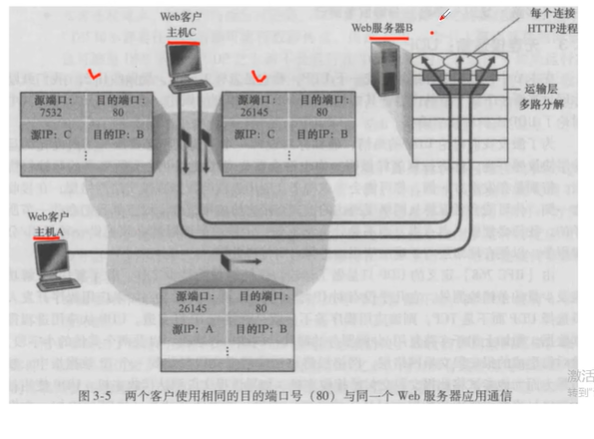 Web客户
主机C
Web服务器B
每个连接
HTTP进程
运输层
多路分解
源端口:
7532
目的端口:
80
源IP: C
目的IP: B
源端口:
26145
目的端口:
80
源IP: C
目的IP: B
Web客户
主机A
源端口:
26145
目的端口:
80
源IP: A
目的IP: B
图 3-5 两个客户使用相同的目的端口号（80）与同一个 Web 服务器应用通信
激活
转到"